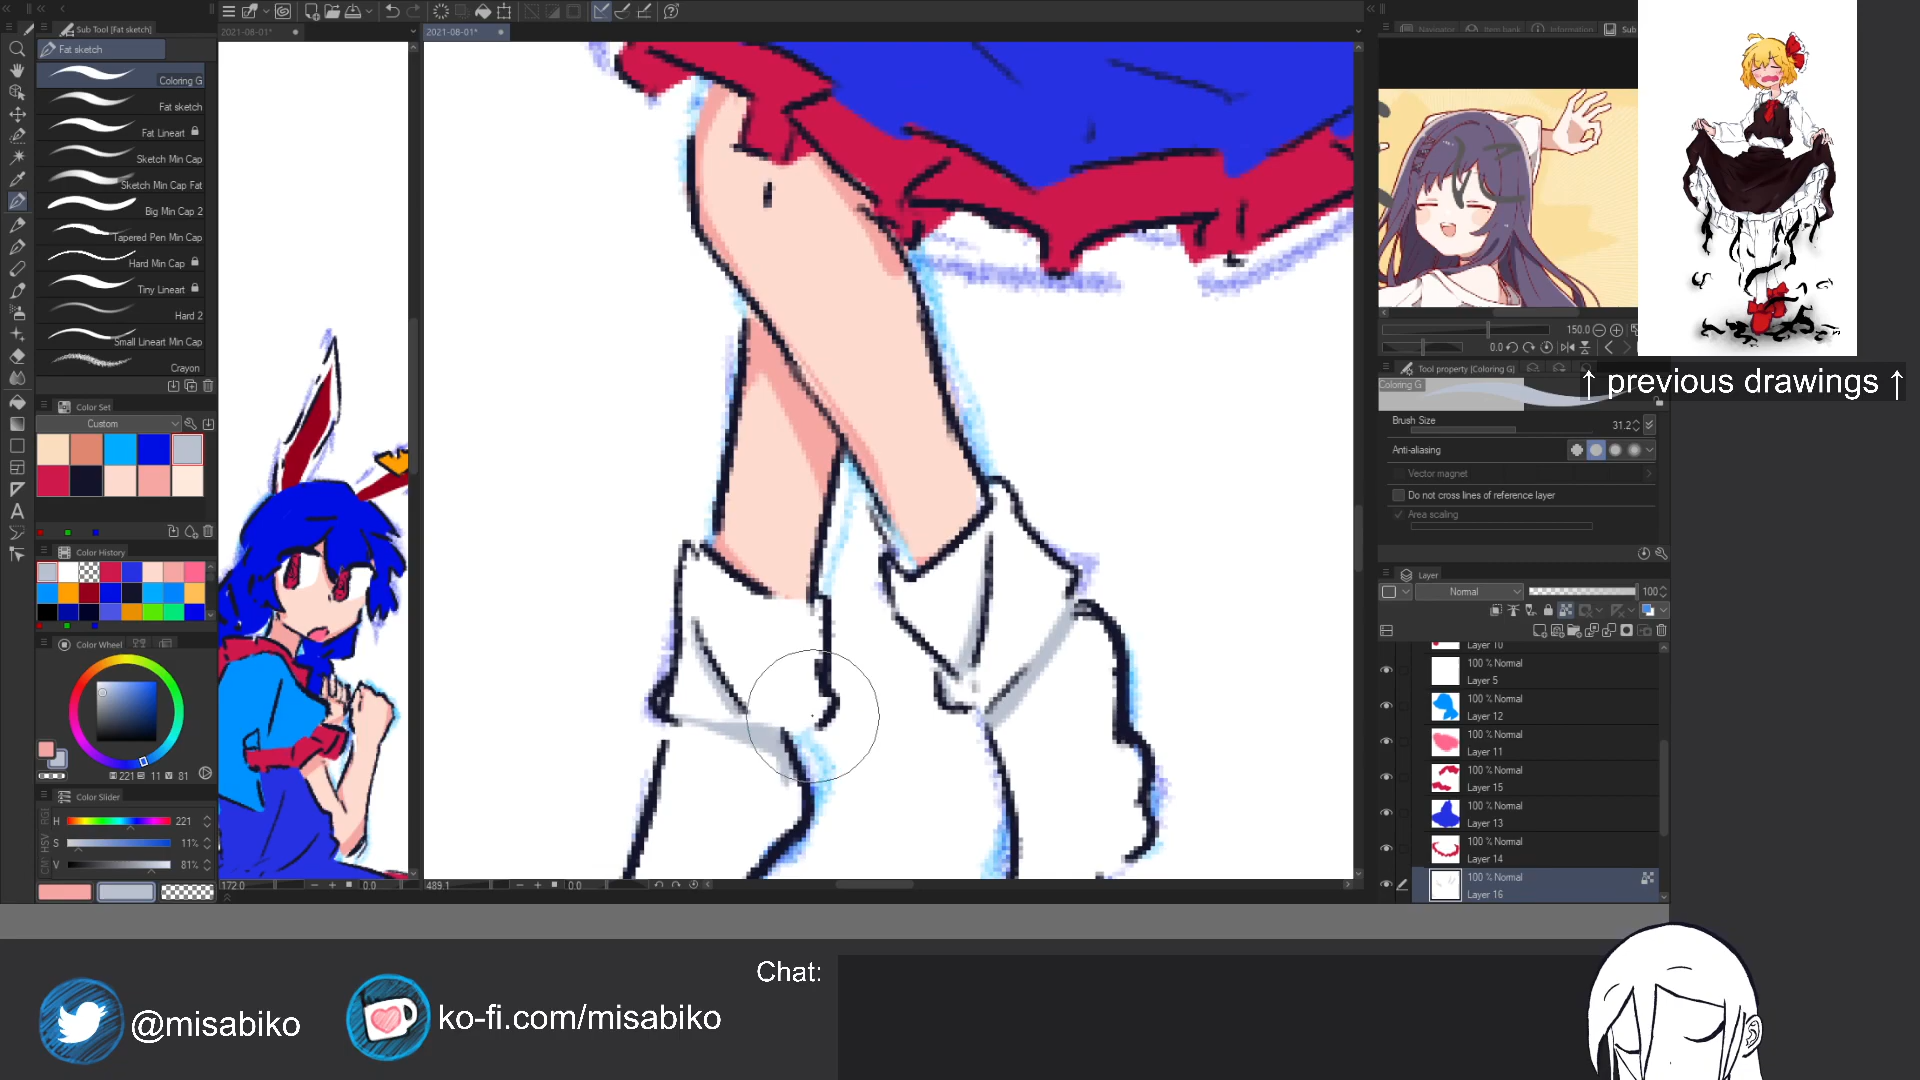 Sub Tool [Fat sketch]
Fat sketch
Coloring G
Fat sketch
Fat Lineart
Sketch Min Cap
Sketch Min Cap Fat
Big Min Cap 2
Tapered Pen Min Cap
Hard Min Cap
Tiny Lineart
Hard 2
Small Lineart Min Cap
Crayon
Color Set
Custom
Color History
Color Wheel
221 11 V 81
Color Slider
H 221
S 11%
V 81%
2021-08-01*
2021-08-01*
172.0 0.0
489.1 0.0
Navigator Item bank Information Sub
150.0
0.0
↑ previous drawings ↑
Tool property [Coloring G]
Coloring G
Brush Size 31.2
Anti-aliasing
Vector magnet
Do not cross lines of reference layer
Area scaling
Layer
Normal 100
Layer 10
100 % Normal
Layer 5
100 % Normal
Layer 12
100 % Normal
Layer 11
100 % Normal
Layer 15
100 % Normal
Layer 13
100 % Normal
Layer 14
100 % Normal
Layer 16
Chat:
@misabiko
ko-fi.com/misabiko